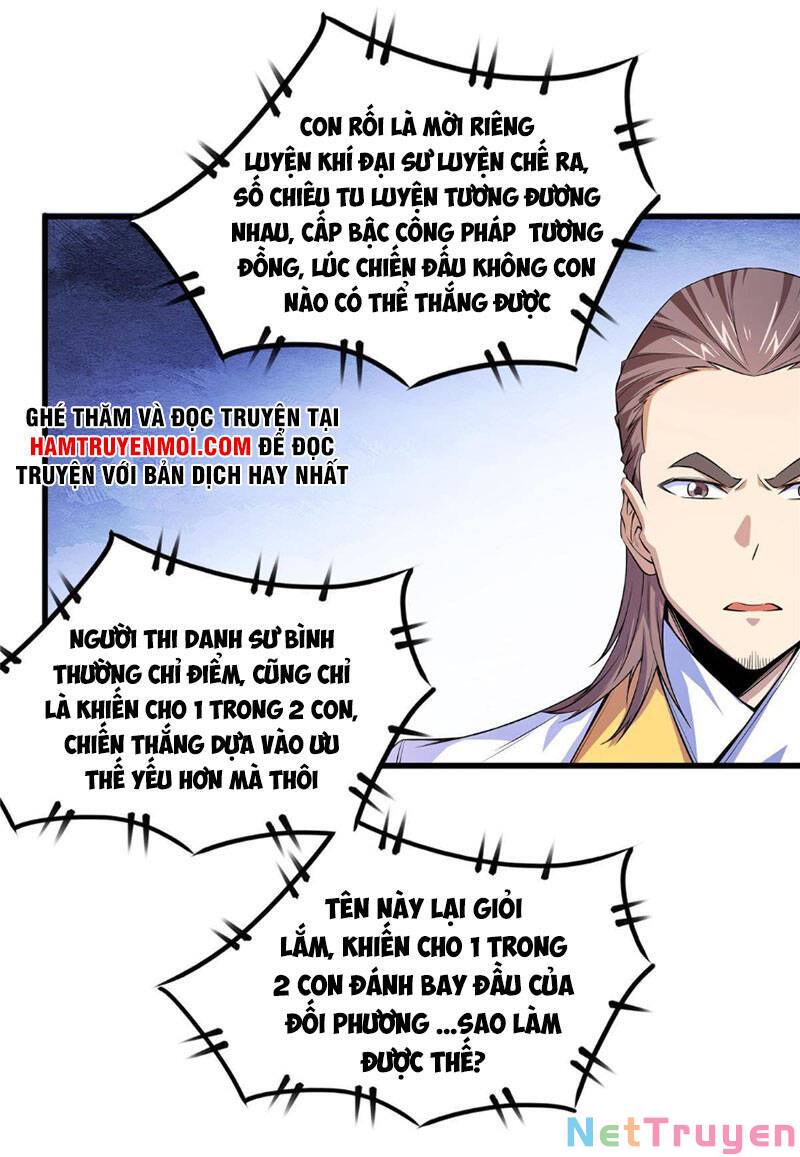 CON RỐI LÀ MỜI RIÊNG
LUYỆN KHÍ ĐẠI SƯ LUYỆN CHẾ RA,
SỐ CHIÊU TU LUYỆN TƯƠNG ĐƯƠNG
NHAU, CẤP BẬC CÔNG PHÁP TƯƠNG
ĐỒNG, LÚC CHIẾN ĐẤU KHÔNG CON
NÀO CÓ THỂ THẮNG ĐƯỢC
GHÉ THĂM VÀ ĐỌC TRUYỆN TẠI
HAMTRUYENMOI.COM ĐỂ ĐỌC
TRUYỆN VỚI BẢN DỊCH HAY NHẤT
NGƯỜI THI DANH SƯ BÌNH
THƯỜNG CHỈ ĐIỂM, CŨNG CHỈ
LÀ KHIẾN CHO 1 TRONG 2 CON,
CHIẾN THẮNG DỰA VÀO ƯU
THẾ YẾU HƠN MÀ THÔI
TÊN NÀY LẠI GIỎI
LẮM, KHIẾN CHO 1 TRONG
2 CON ĐÁNH BAY ĐẦU CỦA
ĐỐI PHƯƠNG ...SAO LÀM
ĐƯỢC THẾ?
NetTruyen